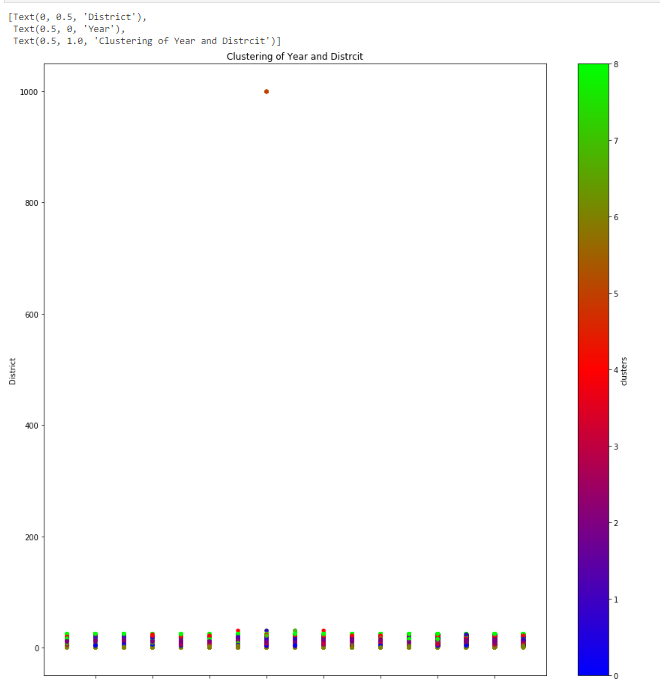 [Text(0, 0.5, 'District'),
Text(0.5, 0, 'Year'),
Text(0.5, 1.0, 'Clustering of Year and Distrcit')]
Clustering of Year and Distrcit
1000
800
600
400
200
0
District
8
7
6
5
4
3
2
1
0
clusters